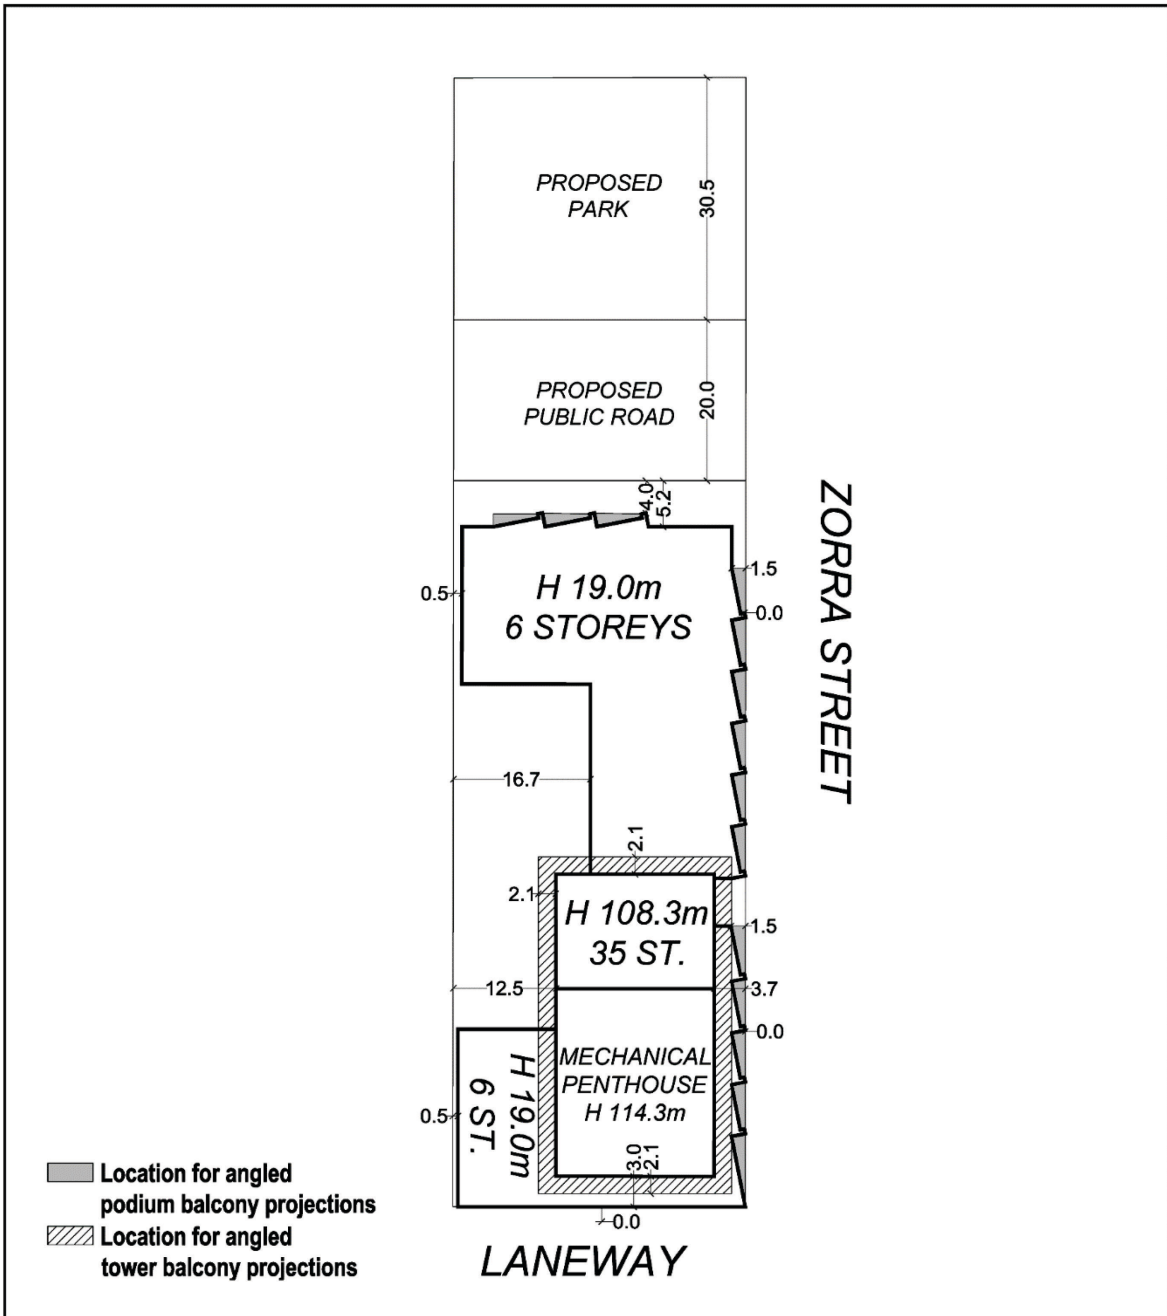 PROPOSED
PARK
30.5
PROPOSED
PUBLIC ROAD
20.0
4.0
5.2
ZORRA STREET
H 19.0m
6 STOREYS
0.5
1.5
0.0
16.7
2.1
2.1
H 108.3m
35 ST.
1.5
12.5
3.7
0.0
MECHANICAL
PENTHOUSE
H 114.3m
H 19.0m
6 ST.
0.5
3.0
2.1
0.0
LANEWAY
Location for angled
podium balcony projections
Location for angled
tower balcony projections